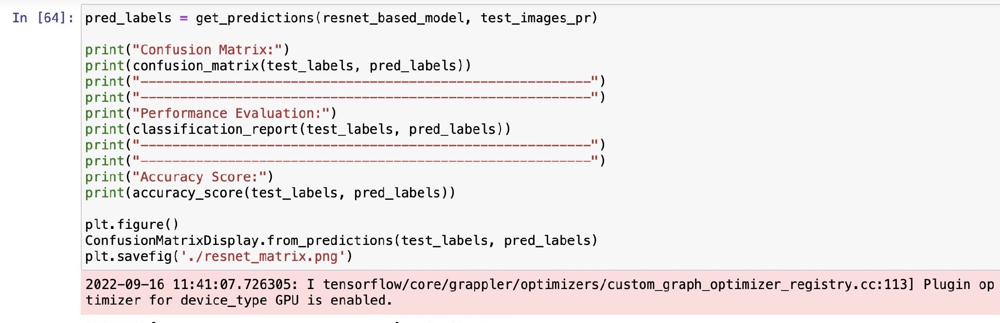 In [64]: pred_labels = get_predictions(resnet_based_model, test_images_pr)
print("Confusion Matrix:")
print(confusion_matrix(test_labels, pred_labels))
print("---------------------------------------------------------")
print("---------------------------------------------------------")
print("Performance Evaluation:")
print(classification_report(test_labels, pred_labels))
print("---------------------------------------------------------")
print("---------------------------------------------------------")
print("Accuracy Score:")
print(accuracy_score(test_labels, pred_labels))
plt.figure()
ConfusionMatrixDisplay.from_predictions(test_labels, pred_labels)
plt.savefig('./resnet_matrix.png')
2022-09-16 11:41:07.726305: I tensorflow/core/grappler/optimizers/custom_graph_optimizer_registry.cc:113] Plugin op
timizer for device_type GPU is enabled.